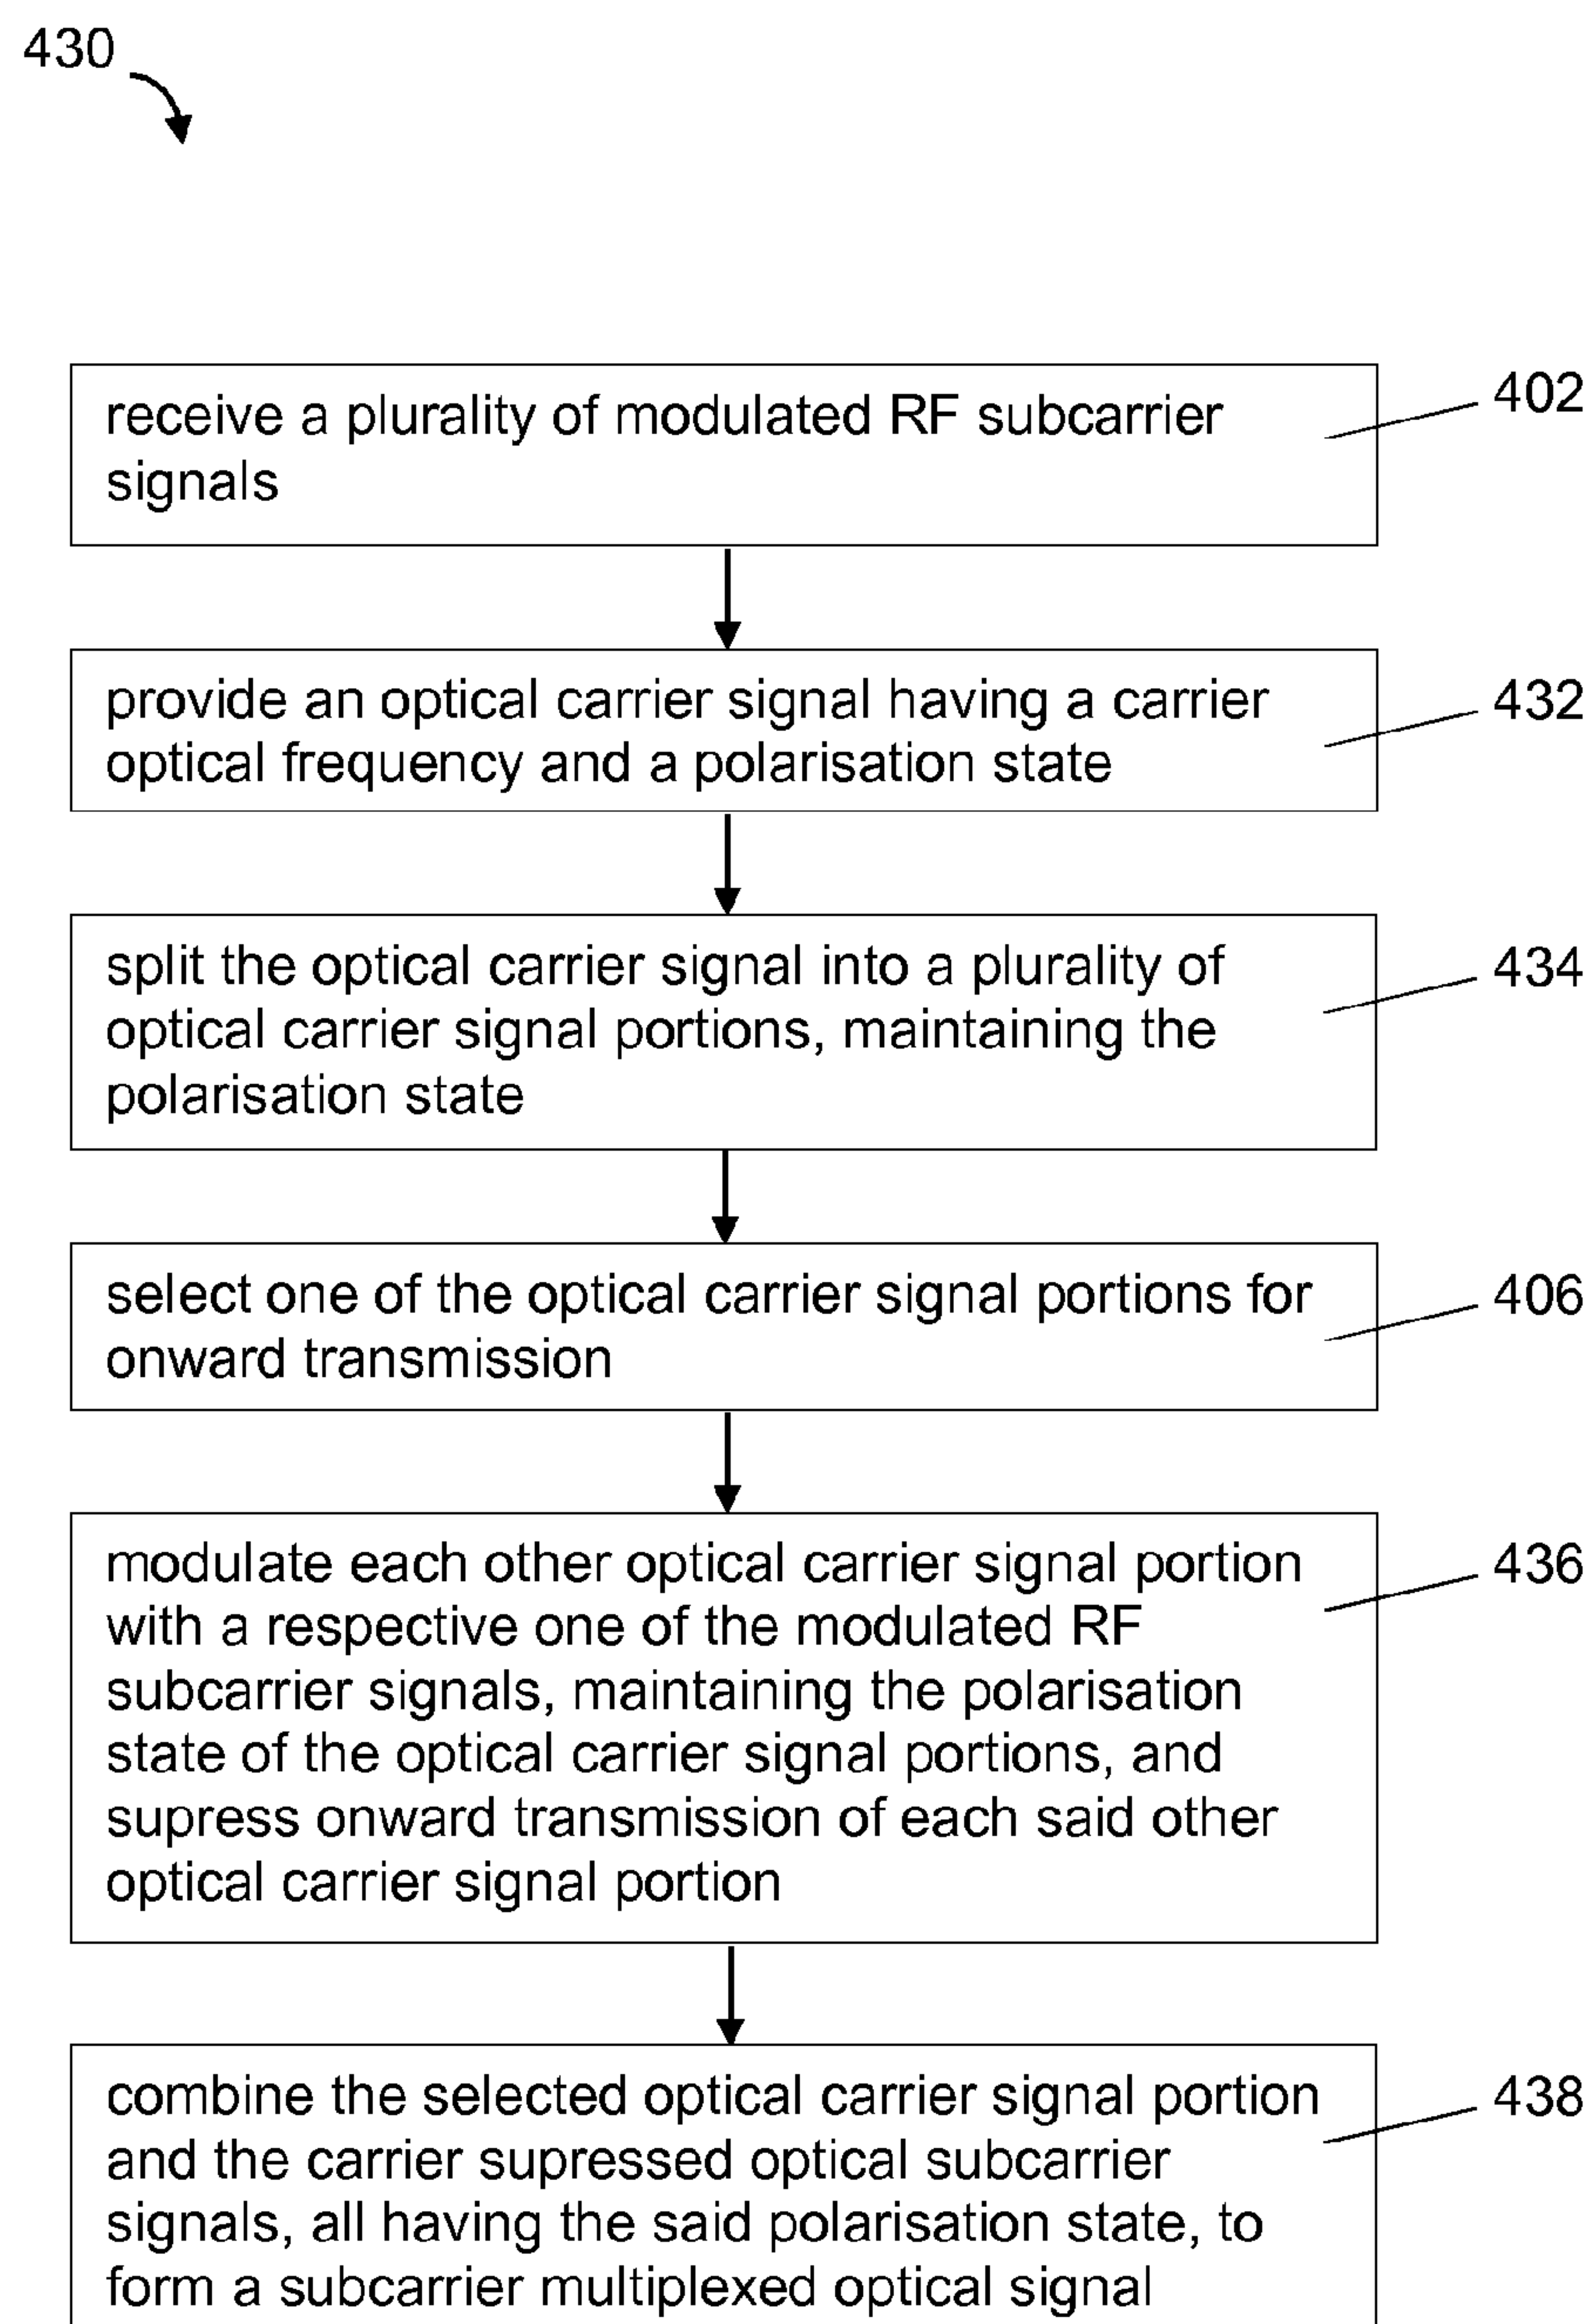 430
receive a plurality of modulated RF subcarrier
signals
402
provide an optical carrier signal having a carrier
optical frequency and a polarisation state
432
split the optical carrier signal into a plurality of
optical carrier signal portions, maintaining the
polarisation state
434
select one of the optical carrier signal portions for
onward transmission
406
modulate each other optical carrier signal portion
with a respective one of the modulated RF
subcarrier signals, maintaining the polarisation
state of the optical carrier signal portions, and
supress onward transmission of each said other
optical carrier signal portion
436
combine the selected optical carrier signal portion
and the carrier supressed optical subcarrier
signals, all having the said polarisation state, to
form a subcarrier multiplexed optical signal
438